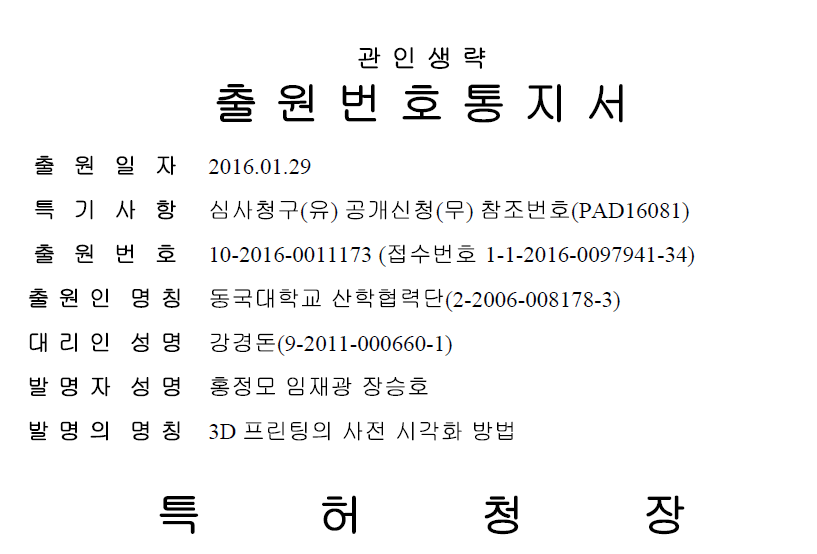 관 인 생 략
출 원 번 호 통 지 서
출 원 일 자 2016.01.29
특 기 사 항 심사청구(유) 공개신청(무) 참조번호(PAD16081)
출 원 번 호 10-2016-0011173 (접수번호 1-1-2016-0097941-34)
출 원 인 명 칭 동국대학교 산학협력단(2-2006-008178-3)
대 리 인 성 명 강경돈(9-2011-000660-1)
발 명 자 성 명 홍정모 임재광 장승호
발 명 의 명 칭 3D 프린팅의 사전 시각화 방법
특 허 청 장